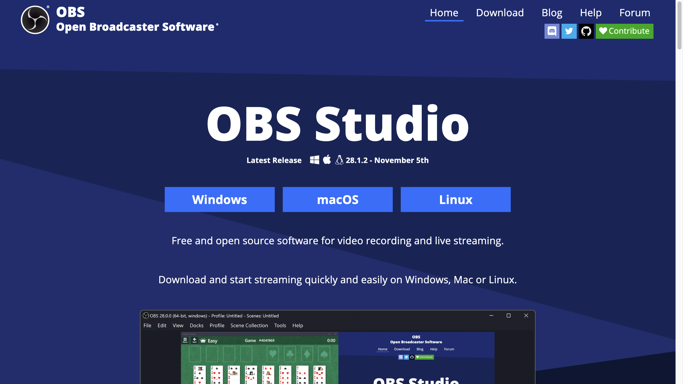 OBS
Open Broadcaster Software
Home Download Blog Help Forum
Contribute
OBS Studio
Latest Release 28.1.2 - November 5th
Windows macOS Linux
Free and open source software for video recording and live streaming.
Download and start streaming quickly and easily on Windows, Mac or Linux.
OBS 28.0.0 (64-bit, windows) - Profile: Untitled - Scenes: Untitled
File Edit View Docks Profile Scene Collection Tools Help
Easy Game 0:00
OBS
Open Broadcaster Software
Home Download Blog Help Forum
Contribute
OBS Studio